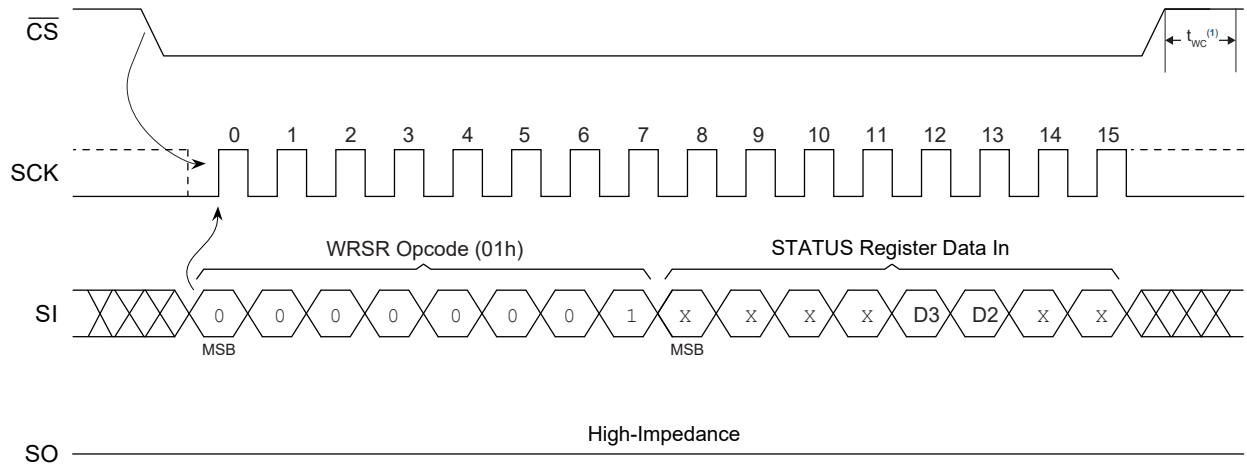 CS
t_WC(1)
0 1 2 3 4 5 6 7 8 9 10 11 12 13 14 15
SCK
WRSR Opcode (01h) STATUS Register Data In
SI 0 0 0 0 0 0 0 1 X X X X D3 D2 X X
MSB MSB
High-Impedance
SO